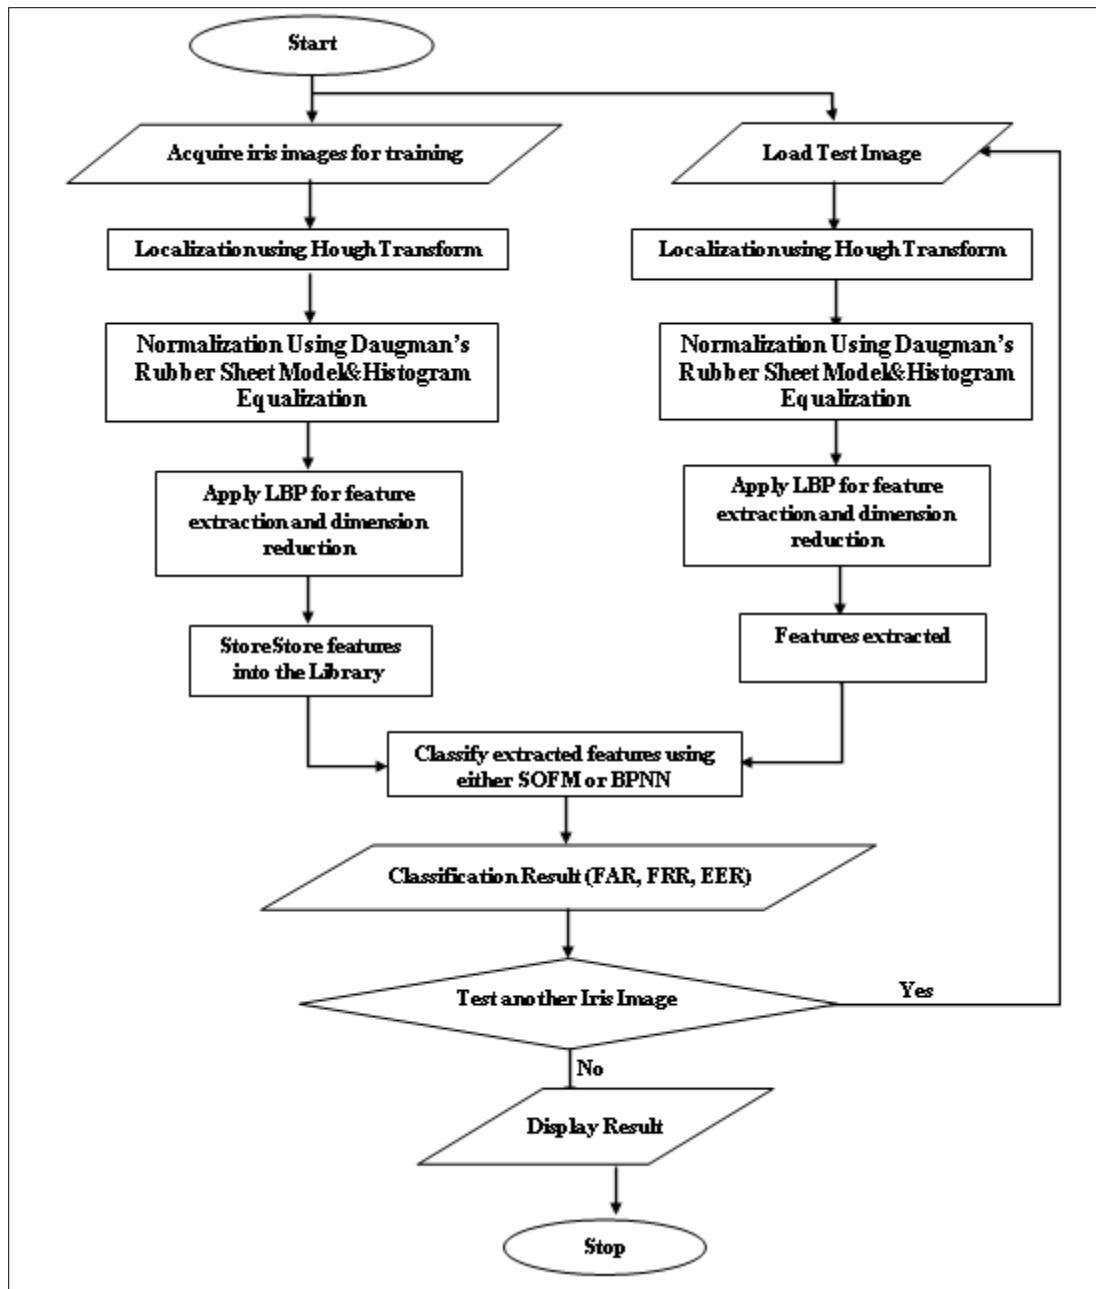 Start
Acquire iris images for training
Load Test Image
Localization using Hough Transform
Localization using Hough Transform
Normalization Using Daugman's
Rubber Sheet Model&Histogram
Equalization
Normalization Using Daugman's
Rubber Sheet Model&Histogram
Equalization
Apply LBP for feature
extraction and dimension
reduction
Apply LBP for feature
extraction and dimension
reduction
StoreStore features
into the Library
Features extracted
Classify extracted features using
either SOFM or BPNN
Classification Result (FAR, FRR, EER)
Test another Iris Image
Yes
No
Display Result
Stop